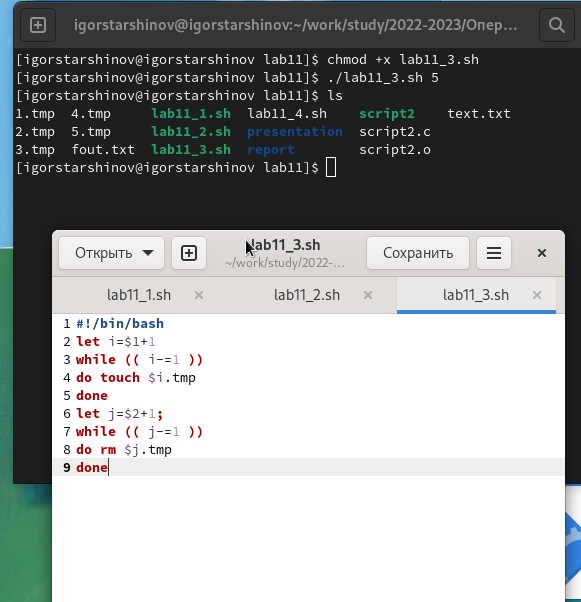 igorstarshinov@igorstarshinov:~/work/study/2022-2023/Опер...
[igorstarshinov@igorstarshinov lab11]$ chmod +x lab11_3.sh
[igorstarshinov@igorstarshinov lab11]$ ./lab11_3.sh 5
[igorstarshinov@igorstarshinov lab11]$ ls
1.tmp  4.tmp     lab11_1.sh  lab11_4.sh    script2    text.txt
2.tmp  5.tmp     lab11_2.sh  presentation  script2.c
3.tmp  fout.txt  lab11_3.sh  report        script2.o
[igorstarshinov@igorstarshinov lab11]$
Открыть lab11_3.sh Сохранить
~/work/study/2022-...
lab11_1.sh × lab11_2.sh × lab11_3.sh ×
1 #!/bin/bash
2 let i=$1+1
3 while (( i-=1 ))
4 do touch $i.tmp
5 done
6 let j=$2+1;
7 while (( j-=1 ))
8 do rm $j.tmp
9 done